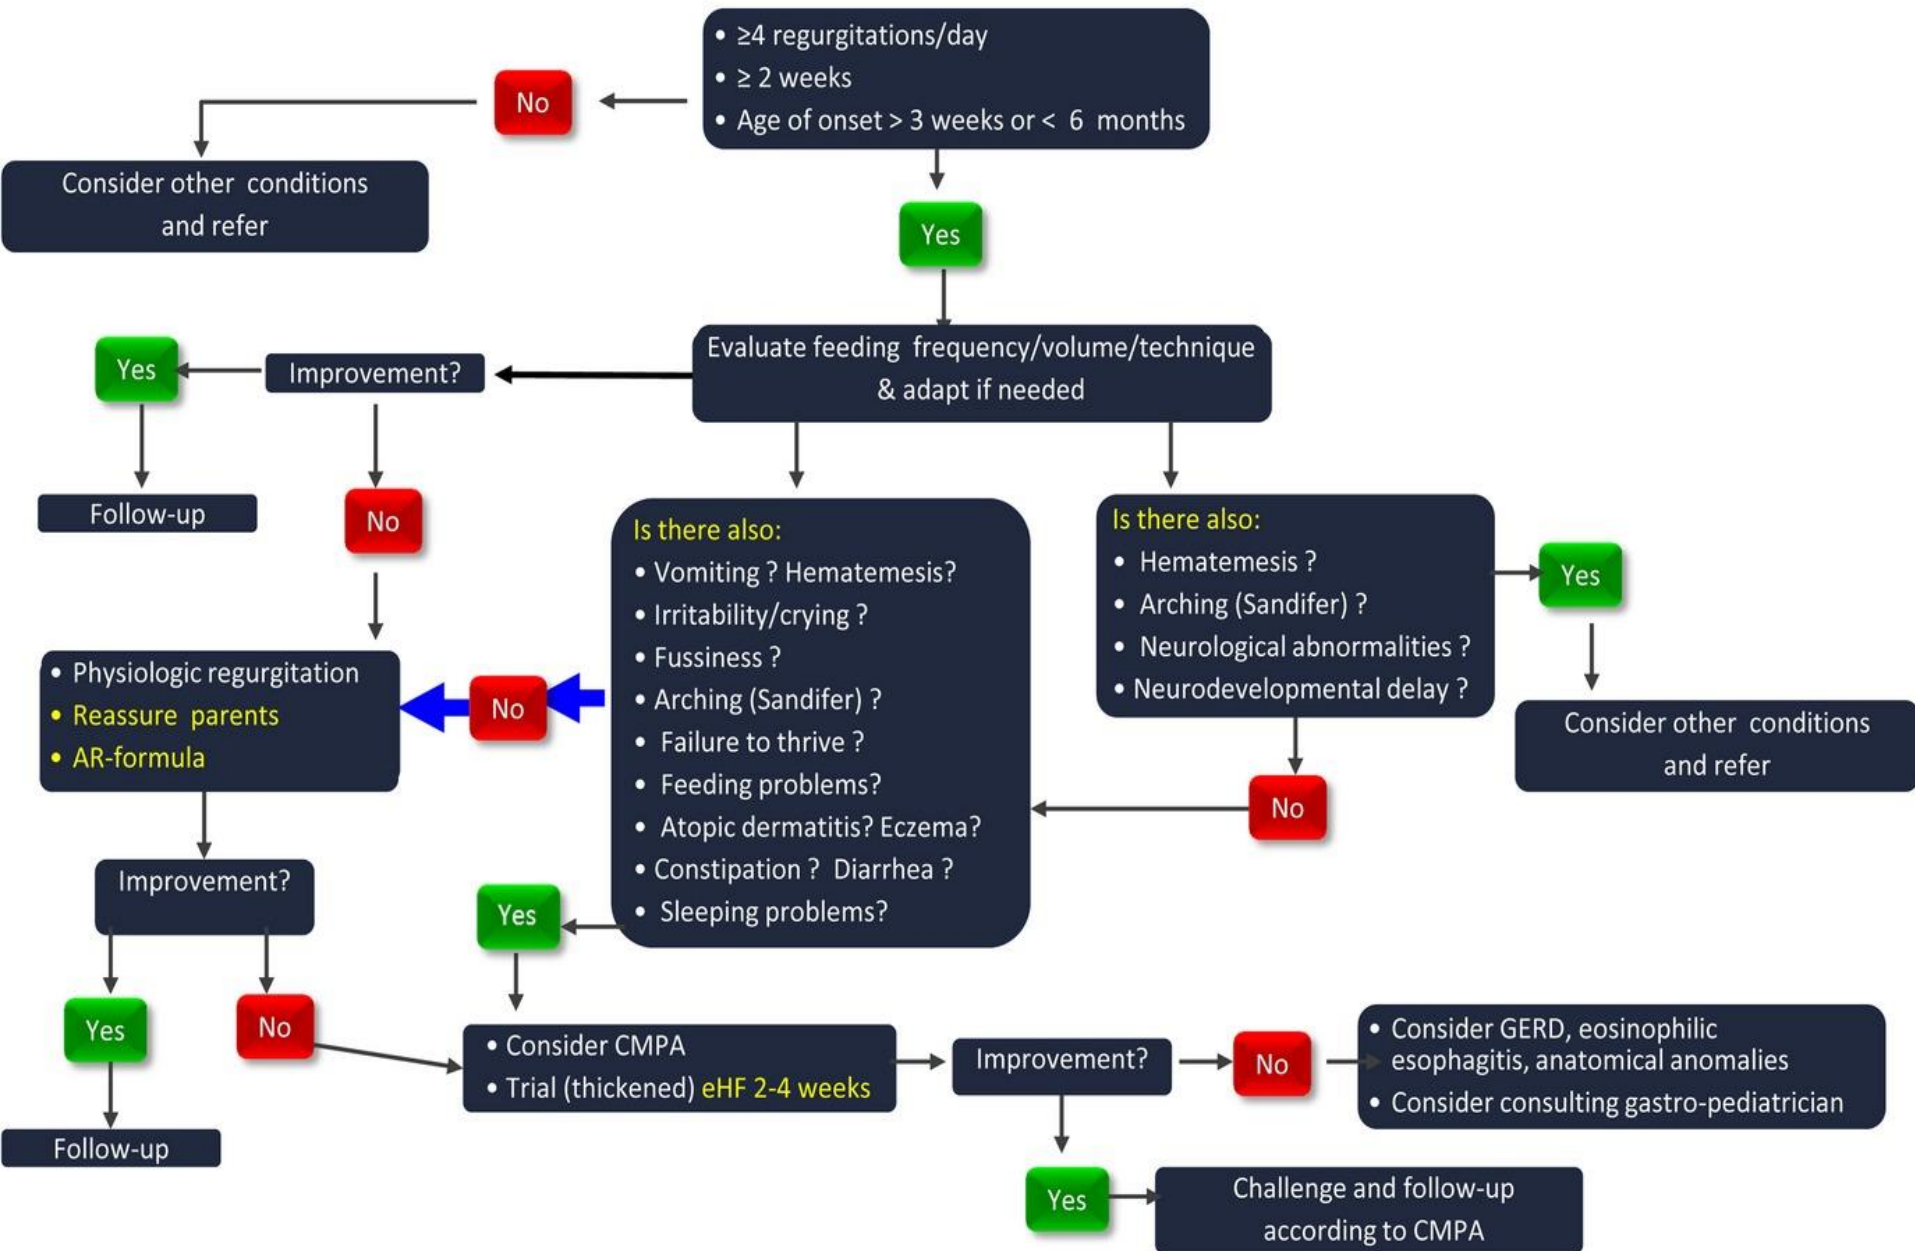 • ≥4 regurgitations/day
• ≥ 2 weeks
• Age of onset > 3 weeks or < 6 months
No
Consider other conditions
and refer
Yes
Evaluate feeding frequency/volume/technique
& adapt if needed
Improvement?
Yes
Follow-up
No
Is there also:
• Vomiting ? Hematemesis?
• Irritability/crying ?
• Fussiness ?
• Arching (Sandifer) ?
• Failure to thrive ?
• Feeding problems?
• Atopic dermatitis? Eczema?
• Constipation ? Diarrhea ?
• Sleeping problems?
Is there also:
• Hematemesis ?
• Arching (Sandifer) ?
• Neurological abnormalities ?
• Neurodevelopmental delay ?
Yes
Consider other conditions
and refer
No
No
• Physiologic regurgitation
• Reassure parents
• AR-formula
Improvement?
Yes
No
Follow-up
Yes
• Consider CMPA
• Trial (thickened) eHF 2-4 weeks
Improvement?
No
• Consider GERD, eosinophilic
esophagitis, anatomical anomalies
• Consider consulting gastro-pediatrician
Yes
Challenge and follow-up
according to CMPA